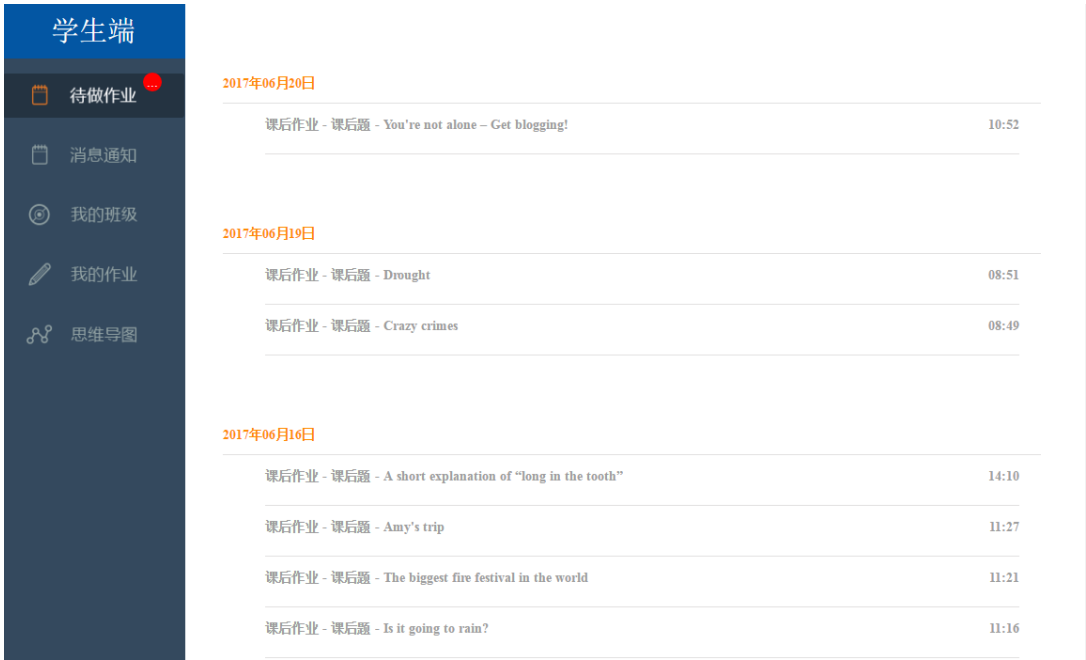 学生端
待做作业
...
消息通知
我的班级
我的作业
思维导图
2017年06月20日
课后作业 - 课后题 - You're not alone – Get blogging! 10:52
2017年06月19日
课后作业 - 课后题 - Drought 08:51
课后作业 - 课后题 - Crazy crimes 08:49
2017年06月16日
课后作业 - 课后题 - A short explanation of “long in the tooth” 14:10
课后作业 - 课后题 - Amy's trip 11:27
课后作业 - 课后题 - The biggest fire festival in the world 11:21
课后作业 - 课后题 - Is it going to rain? 11:16